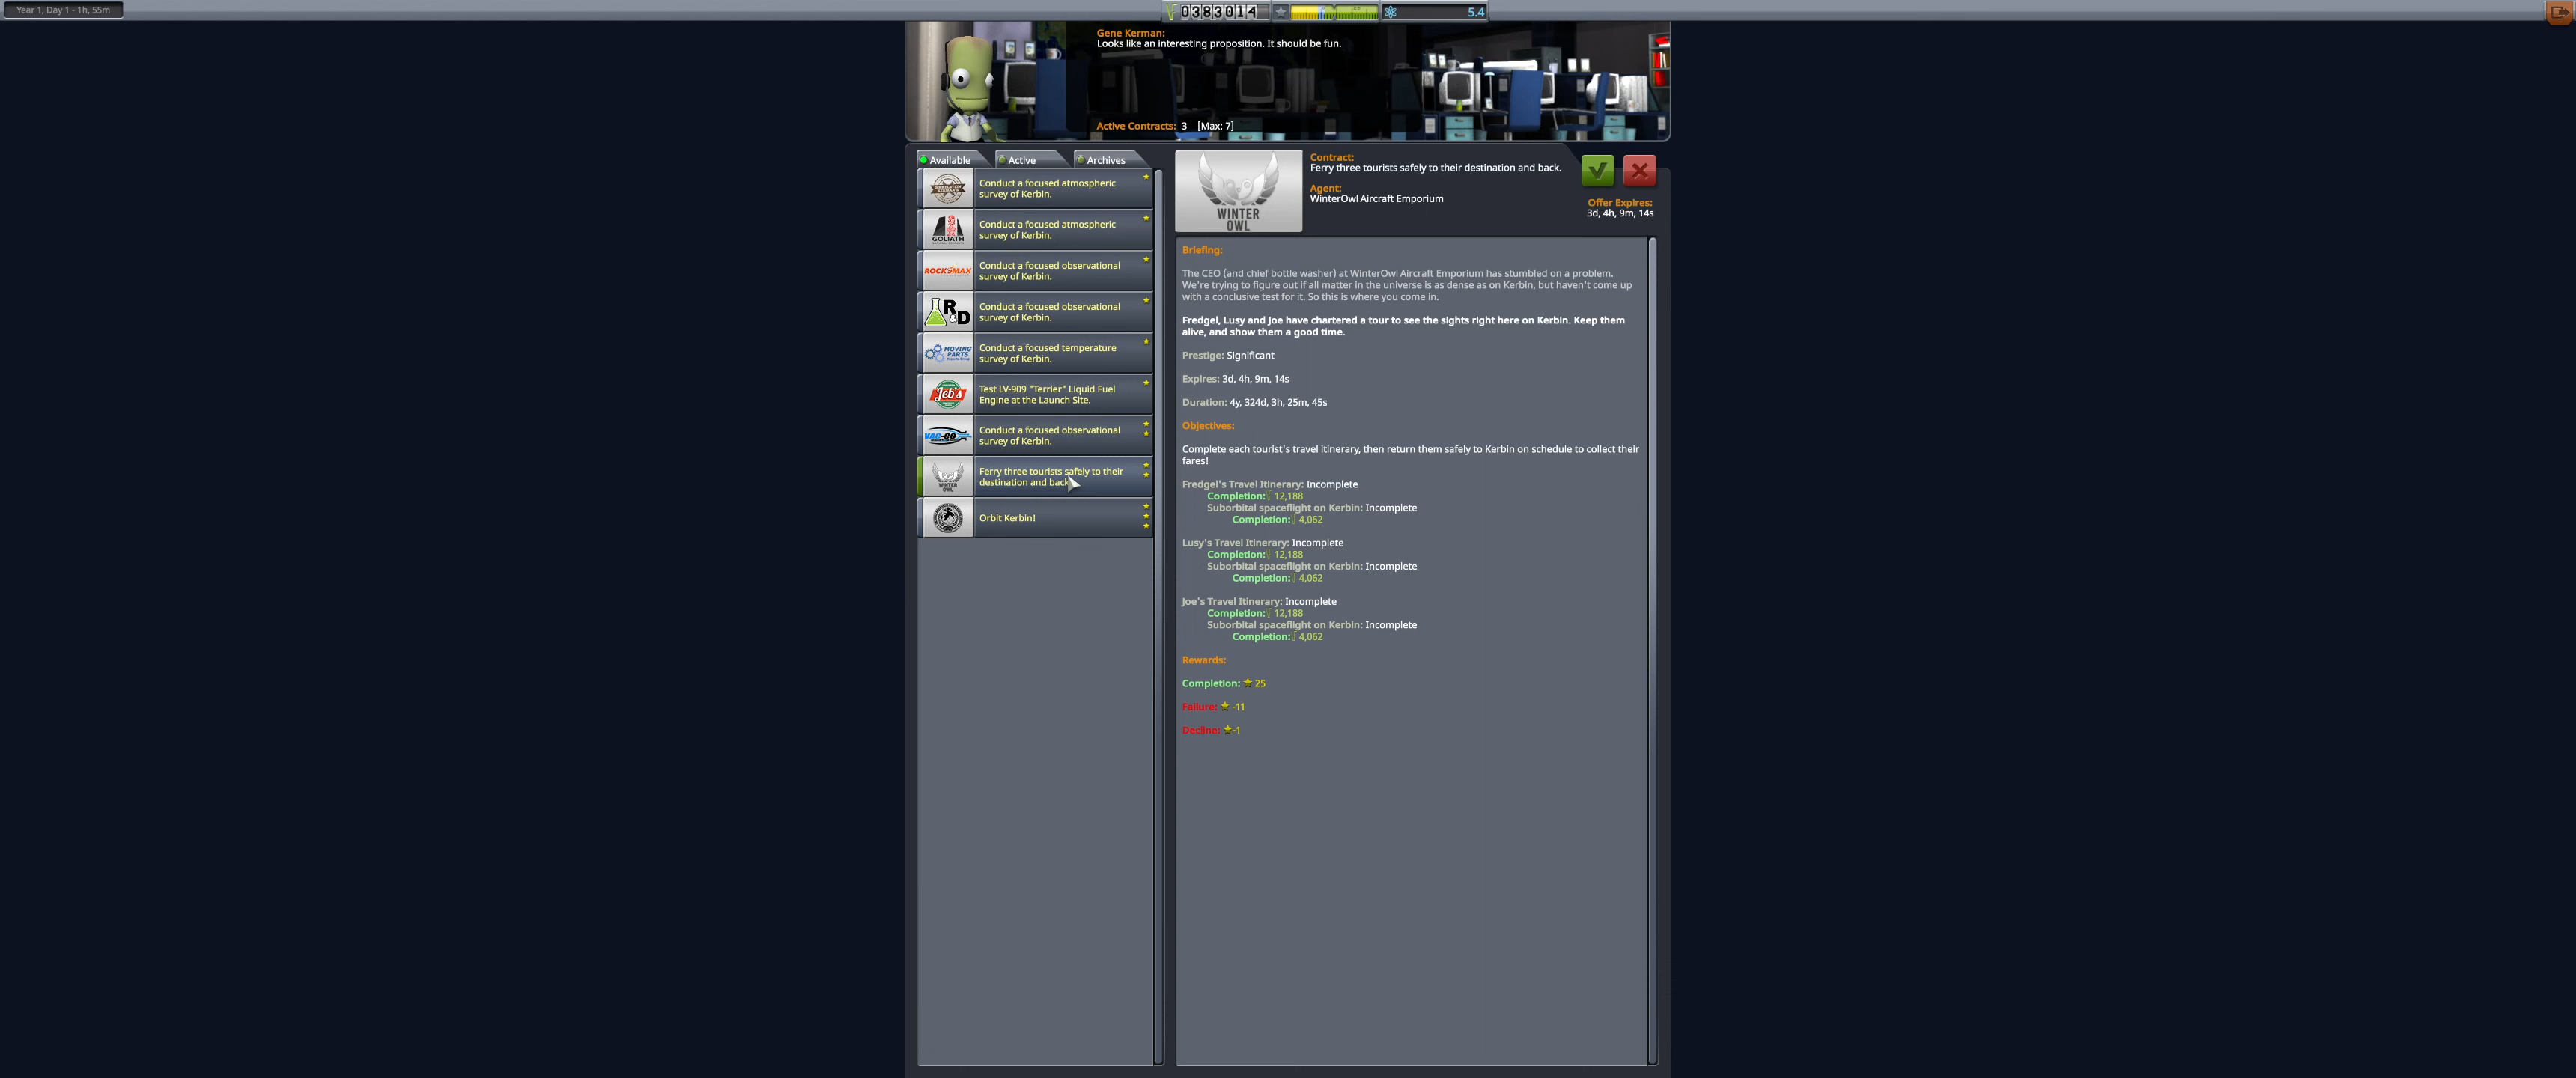 Year 1, Day 1 - 1h, 55m
0383014
5.4
Gene Kerman:
Looks like an interesting proposition. It should be fun.
Active Contracts: 3 [Max: 7]
Available
Active
Archives
Conduct a focused atmospheric
survey of Kerbin.
GOLIATH
Conduct a focused atmospheric
survey of Kerbin.
ROCKOMAX
Conduct a focused observational
survey of Kerbin.
R&D
Conduct a focused observational
survey of Kerbin.
MOVING
PARTS
Conduct a focused temperature
survey of Kerbin.
Jeb's
Test LV-909 "Terrier" Liquid Fuel
Engine at the Launch Site.
VAC-CO
Conduct a focused observational
survey of Kerbin.
WINTER
OWL
Ferry three tourists safely to their
destination and back
Orbit Kerbin!
WINTER
OWL
Contract:
Ferry three tourists safely to their destination and back.
Agent:
WinterOwl Aircraft Emporium
Offer Expires:
3d, 4h, 9m, 14s
Briefing:
The CEO (and chief bottle washer) at WinterOwl Aircraft Emporium has stumbled on a problem.
We're trying to figure out if all matter in the universe is as dense as on Kerbin, but haven't come up
with a conclusive test for it. So this is where you come in.
Fredgel, Lusy and Joe have chartered a tour to see the sights right here on Kerbin. Keep them
alive, and show them a good time.
Prestige: Significant
Expires: 3d, 4h, 9m, 14s
Duration: 4y, 324d, 3h, 25m, 45s
Objectives:
Complete each tourist's travel itinerary, then return them safely to Kerbin on schedule to collect their
fares!
Fredgel's Travel Itinerary: Incomplete
Completion: 12,188
Suborbital spaceflight on Kerbin: Incomplete
Completion: 4,062
Lusy's Travel Itinerary: Incomplete
Completion: 12,188
Suborbital spaceflight on Kerbin: Incomplete
Completion: 4,062
Joe's Travel Itinerary: Incomplete
Completion: 12,188
Suborbital spaceflight on Kerbin: Incomplete
Completion: 4,062
Rewards:
Completion: 25
Failure: -11
Decline: -1